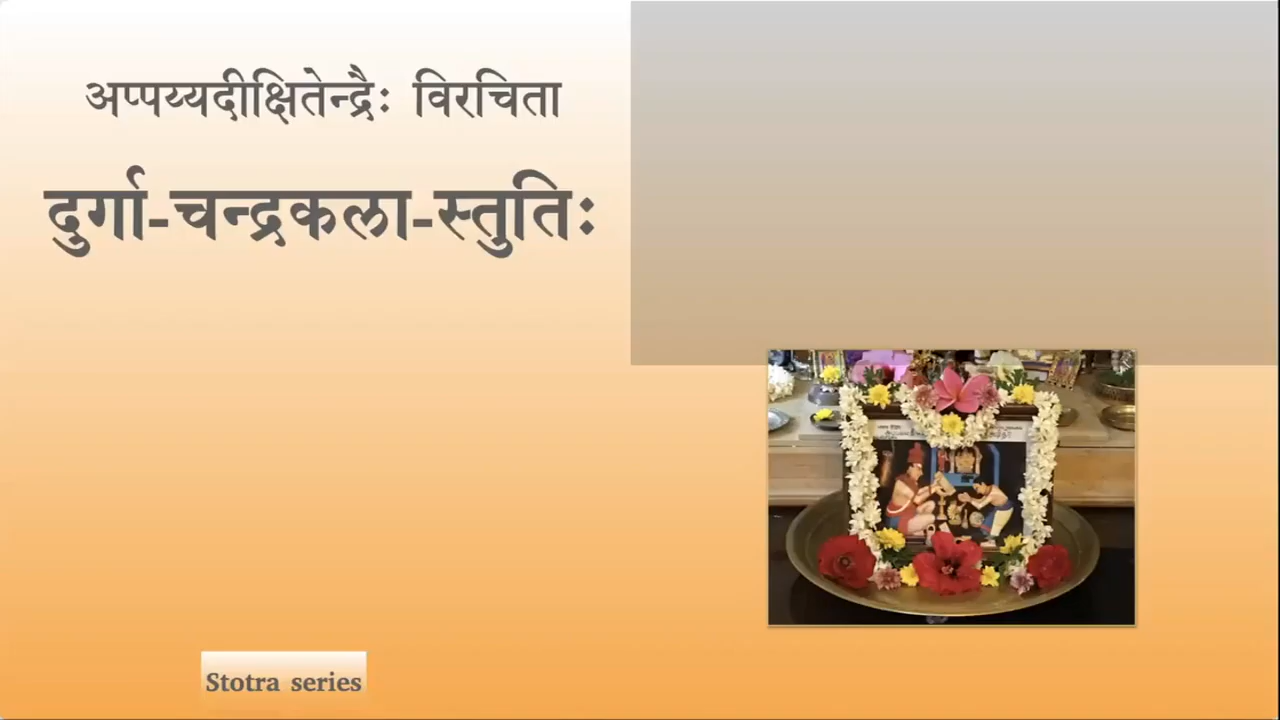 अप्पय्यदीक्षितेन्द्रैः विरचिता
दुर्गा-चन्द्रकला-स्तुतिः
Stotra series